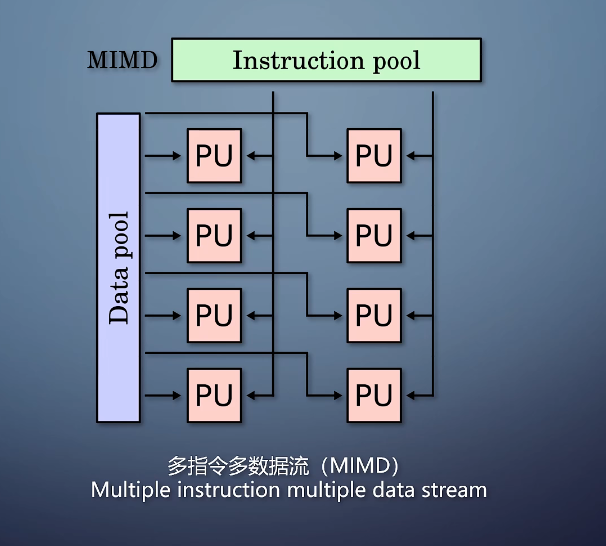 MIMD
Instruction pool
Data pool
PU PU
PU PU
PU PU
PU PU
多指令多数据流（MIMD）
Multiple instruction multiple data stream